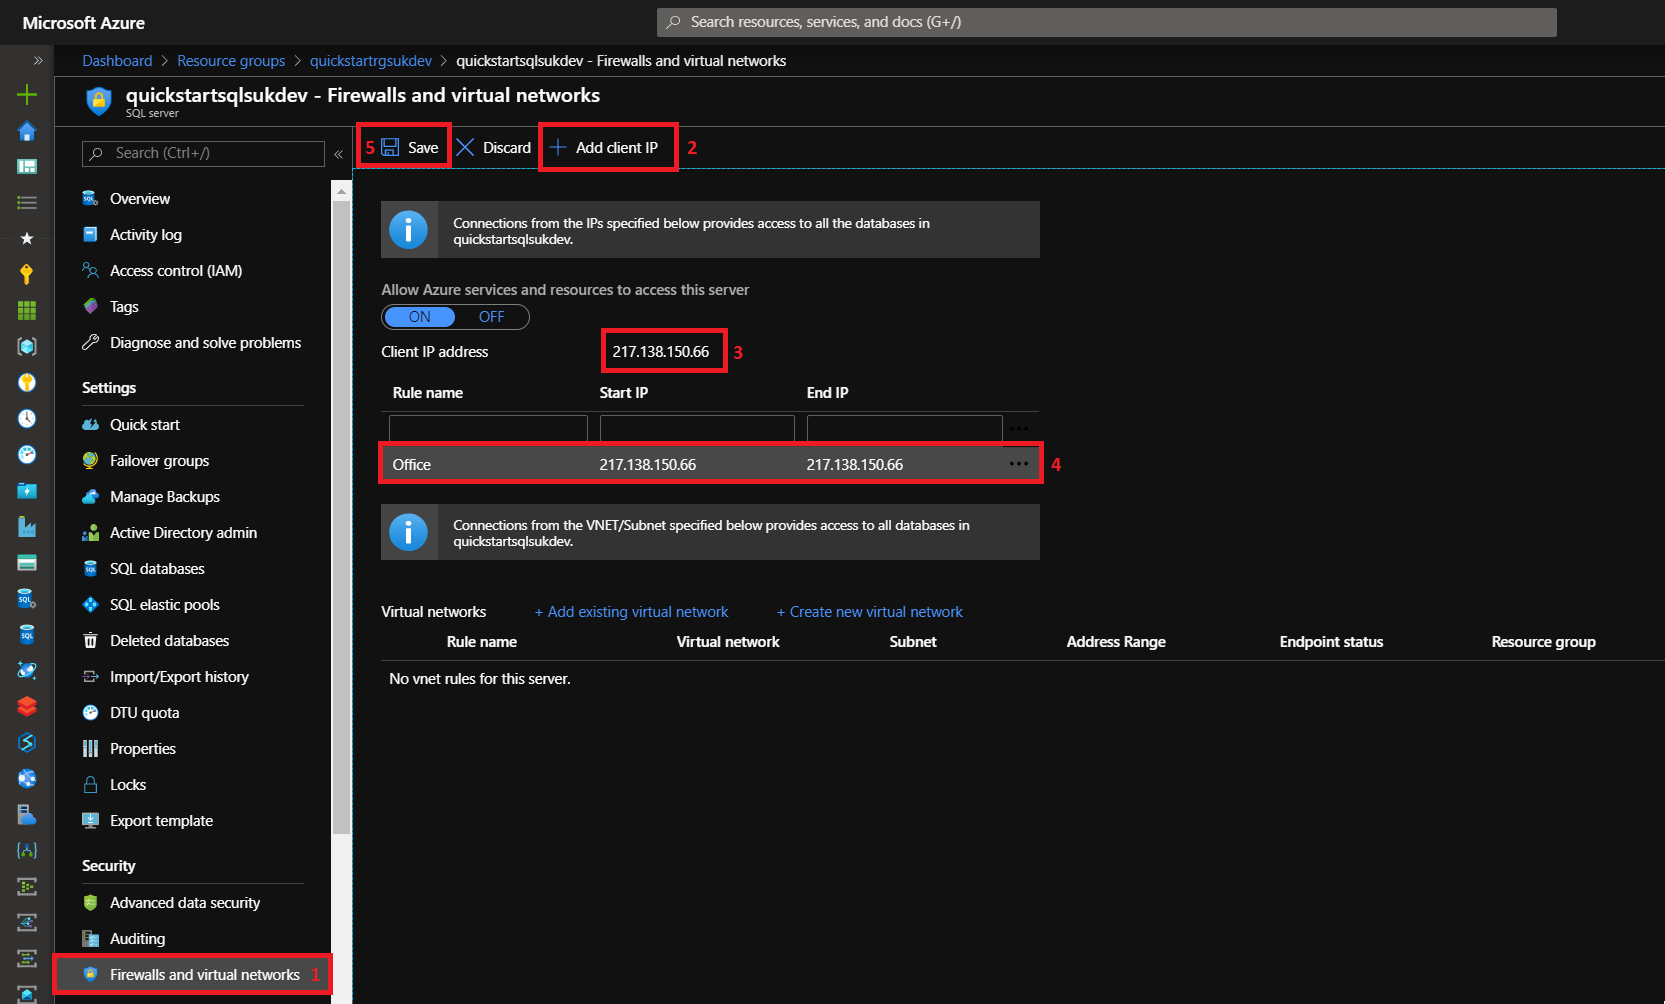 Microsoft Azure
Search resources, services, and docs (G+/)
Dashboard > Resource groups > quickstartrgsukdev > quickstartsqlsukdev - Firewalls and virtual networks
quickstartsqlsukdev - Firewalls and virtual networks
SQL server
Search (Ctrl+/)
5 Save
Discard
Add client IP 2
Overview
Activity log
Access control (IAM)
Tags
Diagnose and solve problems
Settings
Quick start
Failover groups
Manage Backups
Active Directory admin
SQL databases
SQL elastic pools
Deleted databases
Import/Export history
DTU quota
Properties
Locks
Export template
Security
Advanced data security
Auditing
Firewalls and virtual networks 1
Connections from the IPs specified below provides access to all the databases in
quickstartsqlsukdev.
Allow Azure services and resources to access this server
ON OFF
Client IP address 217.138.150.66 3
Rule name Start IP End IP
Office 217.138.150.66 217.138.150.66 4
Connections from the VNET/Subnet specified below provides access to all databases in
quickstartsqlsukdev.
Virtual networks + Add existing virtual network + Create new virtual network
Rule name Virtual network Subnet Address Range Endpoint status Resource group
No vnet rules for this server.